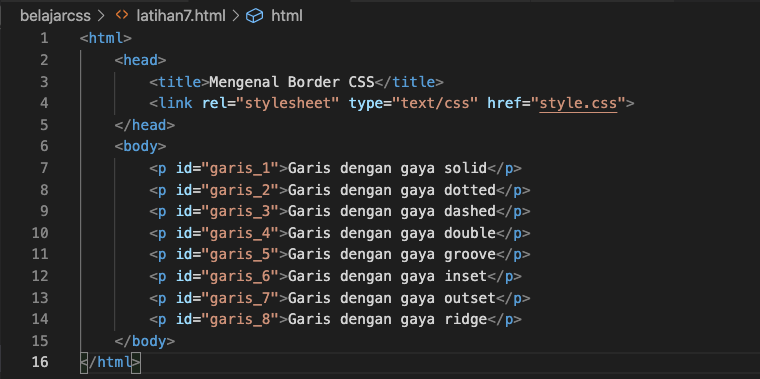 belajarcss > <> latihan7.html > html
1 <html>
2 <head>
3 <title>Mengenal Border CSS</title>
4 <link rel="stylesheet" type="text/css" href="style.css">
5 </head>
6 <body>
7 <p id="garis_1">Garis dengan gaya solid</p>
8 <p id="garis_2">Garis dengan gaya dotted</p>
9 <p id="garis_3">Garis dengan gaya dashed</p>
10 <p id="garis_4">Garis dengan gaya double</p>
11 <p id="garis_5">Garis dengan gaya groove</p>
12 <p id="garis_6">Garis dengan gaya inset</p>
13 <p id="garis_7">Garis dengan gaya outset</p>
14 <p id="garis_8">Garis dengan gaya ridge</p>
15 </body>
16 </html>